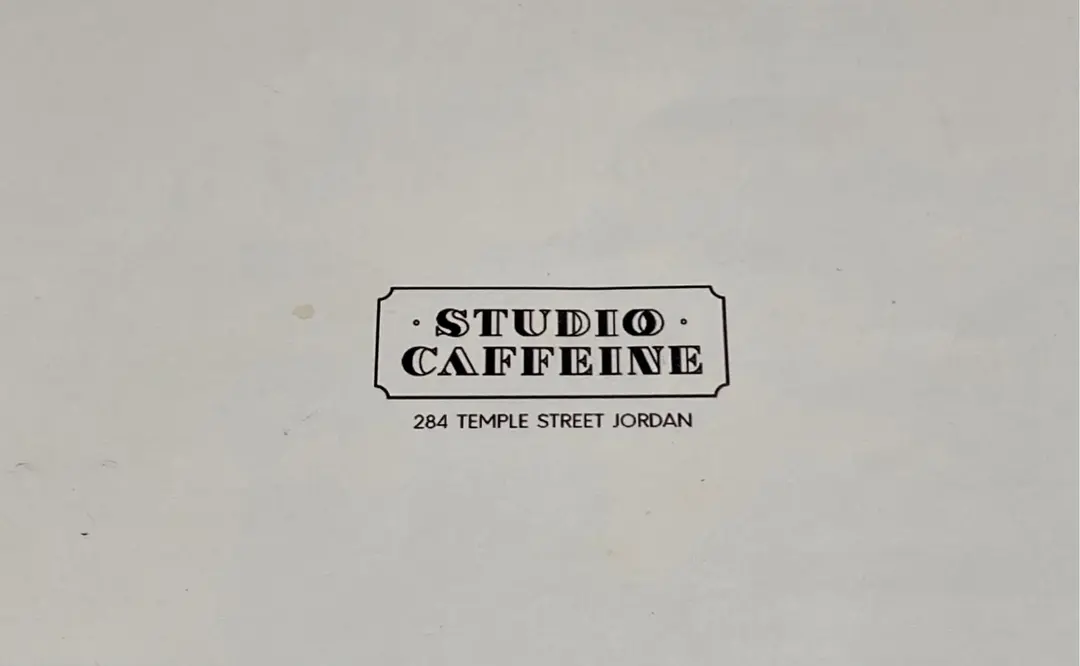 · STUDIO ·
CAFFEINE
284 TEMPLE STREET JORDAN